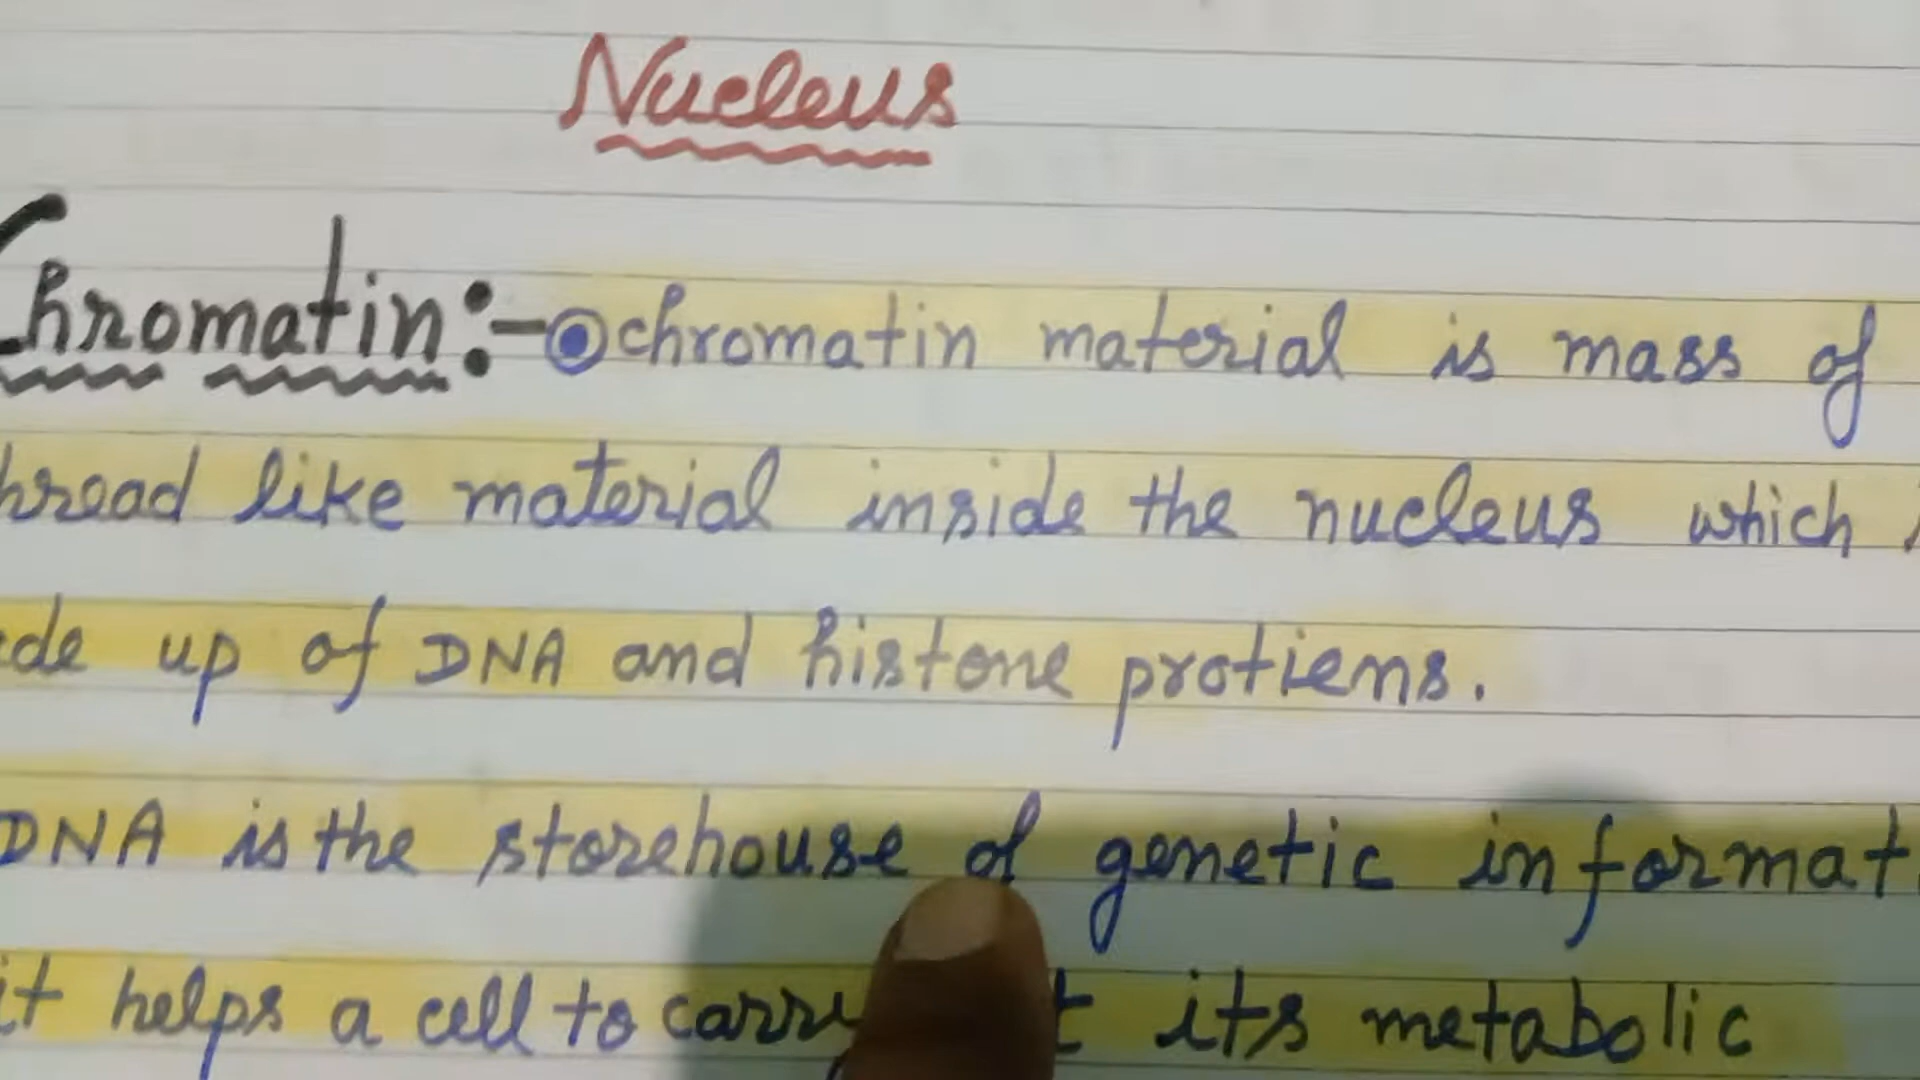 Nucleus
Chromatin:- chromatin material is mass of
hread like material inside the nucleus which
de up of DNA and histone protiens.
DNA is the storehouse of genetic informat
it helps a cell to carry t its metabolic